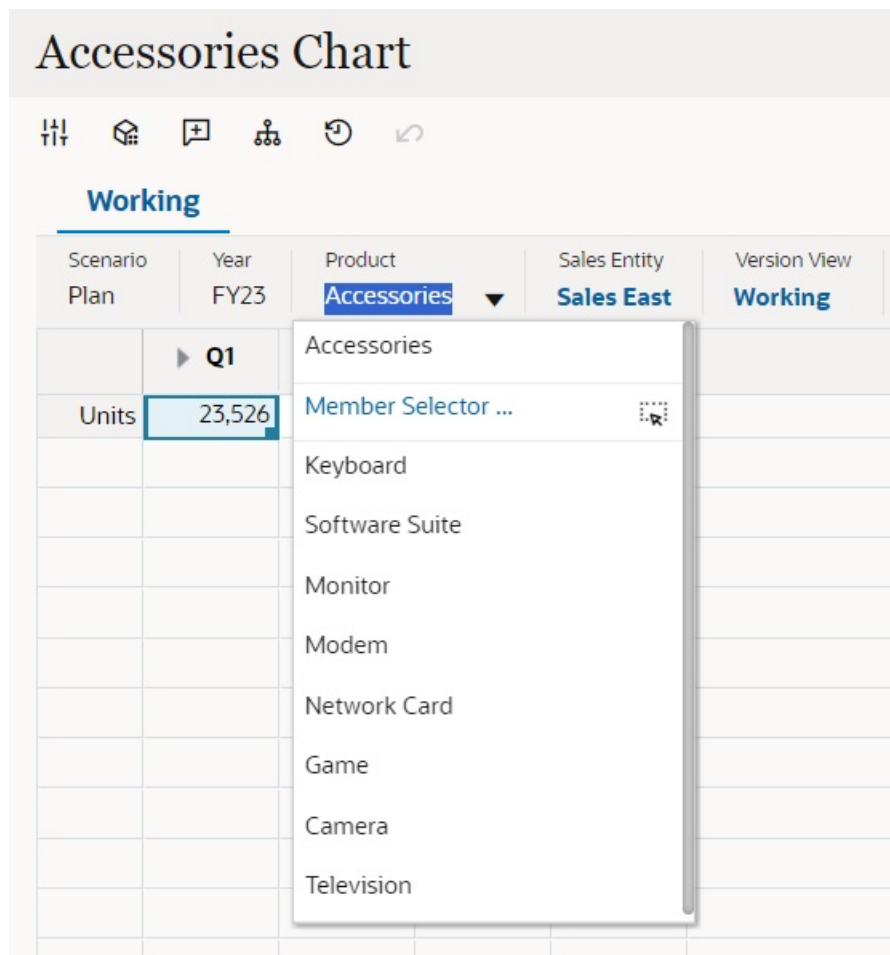 Accessories Chart
Working
Scenario Year Product Sales Entity Version View
Plan FY23 Accessories Sales East Working
Q1
Units 23,526
Accessories
Member Selector ...
Keyboard
Software Suite
Monitor
Modem
Network Card
Game
Camera
Television